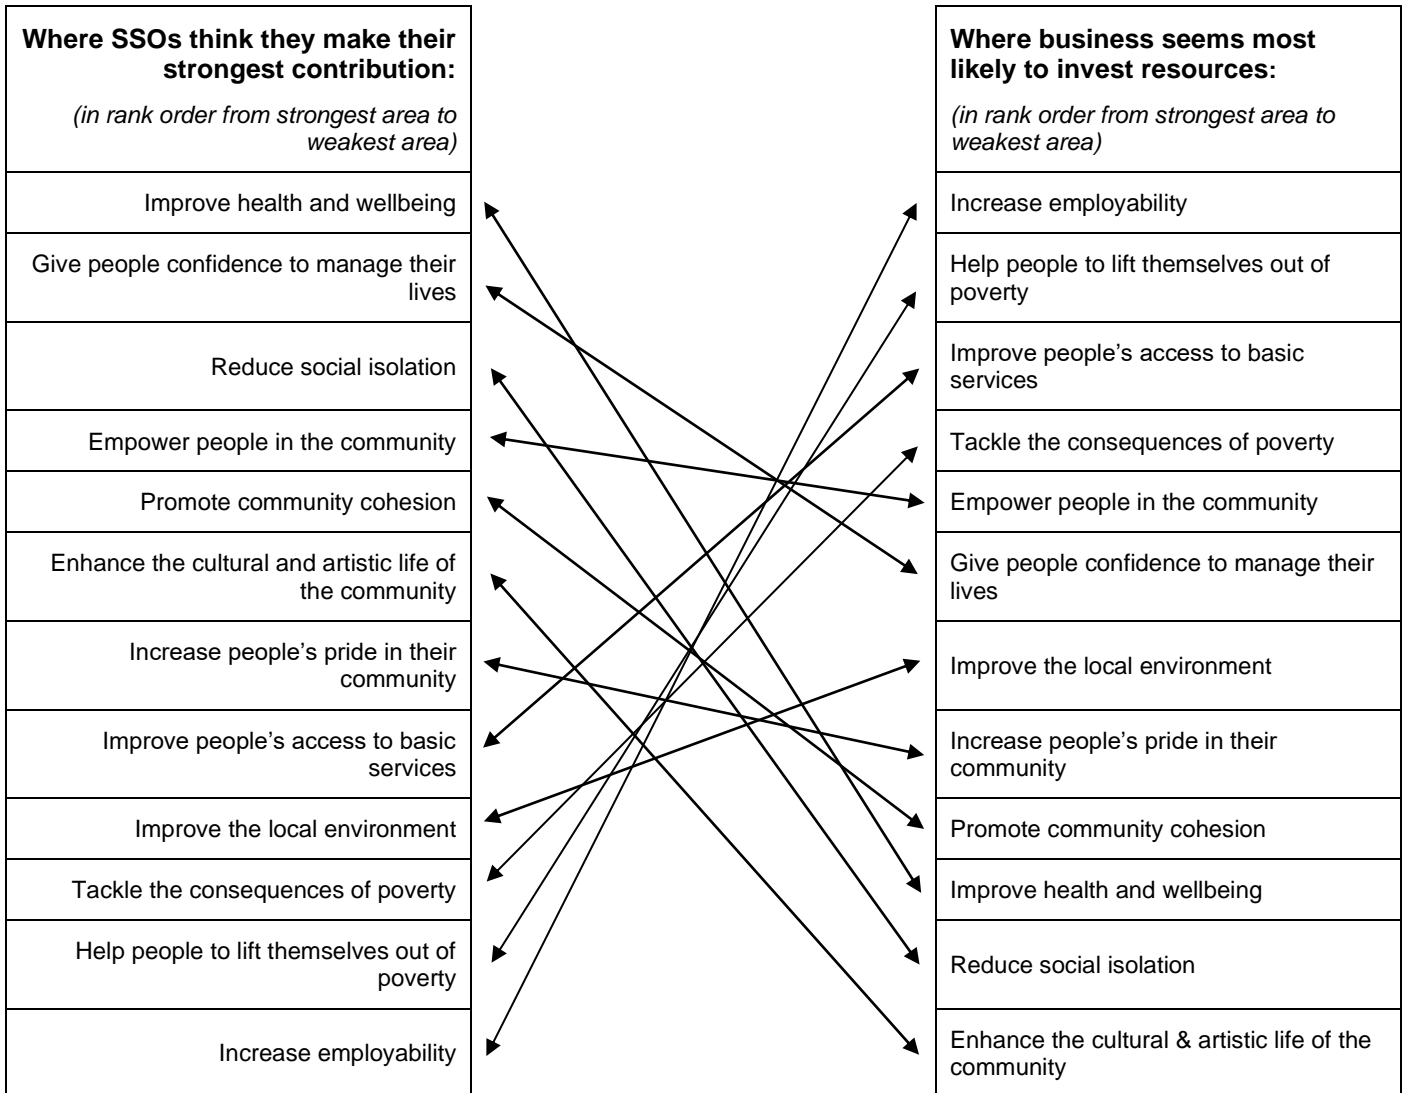 Where SSOs think they make their
strongest contribution:
(in rank order from strongest area to
weakest area)
Improve health and wellbeing
Give people confidence to manage their
lives
Reduce social isolation
Empower people in the community
Promote community cohesion
Enhance the cultural and artistic life of
the community
Increase people’s pride in their
community
Improve people’s access to basic
services
Improve the local environment
Tackle the consequences of poverty
Help people to lift themselves out of
poverty
Increase employability
Where business seems most
likely to invest resources:
(in rank order from strongest area to
weakest area)
Increase employability
Help people to lift themselves out of
poverty
Improve people’s access to basic
services
Tackle the consequences of poverty
Empower people in the community
Give people confidence to manage their
lives
Improve the local environment
Increase people’s pride in their
community
Promote community cohesion
Improve health and wellbeing
Reduce social isolation
Enhance the cultural & artistic life of the
community